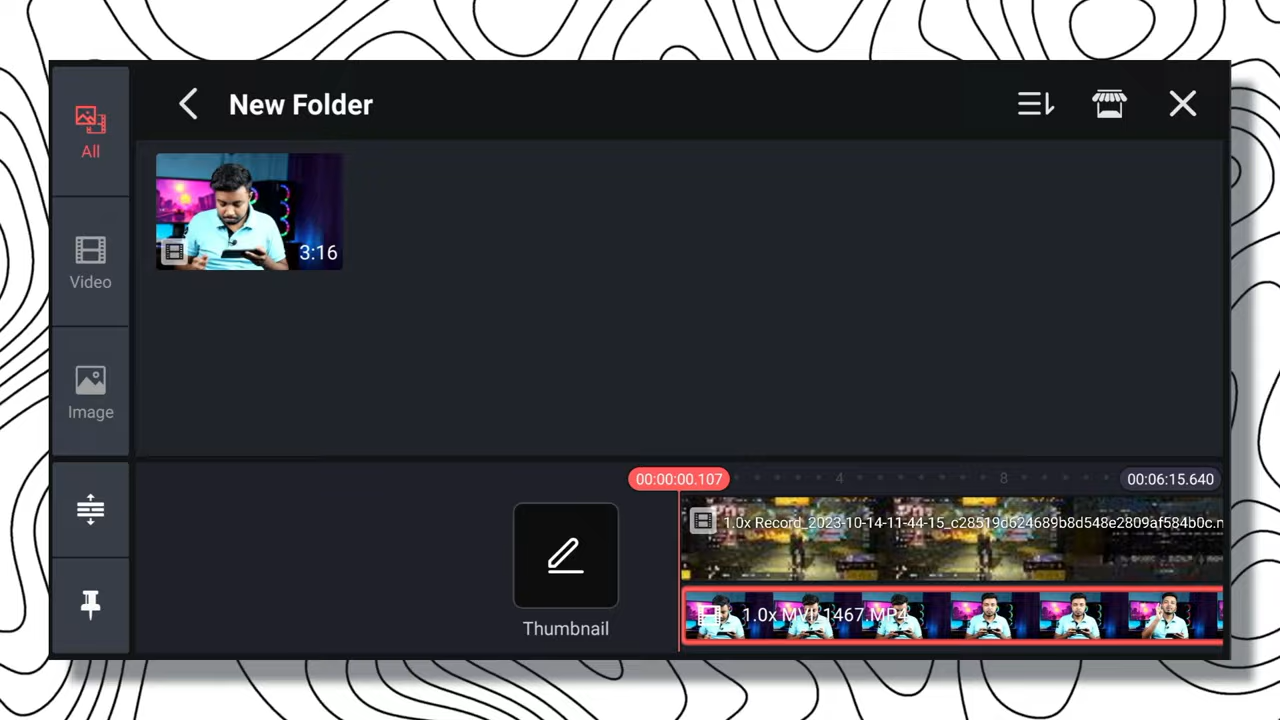 New Folder
All
3:16
Video
Image
00:00:00.107
4
8
00:06:15.640
1.0x Record_2023-10-14-11-44-15_c28519d624689b8d548e2809af584b0c.m
Thumbnail
1.0x MVI_1467.MP4